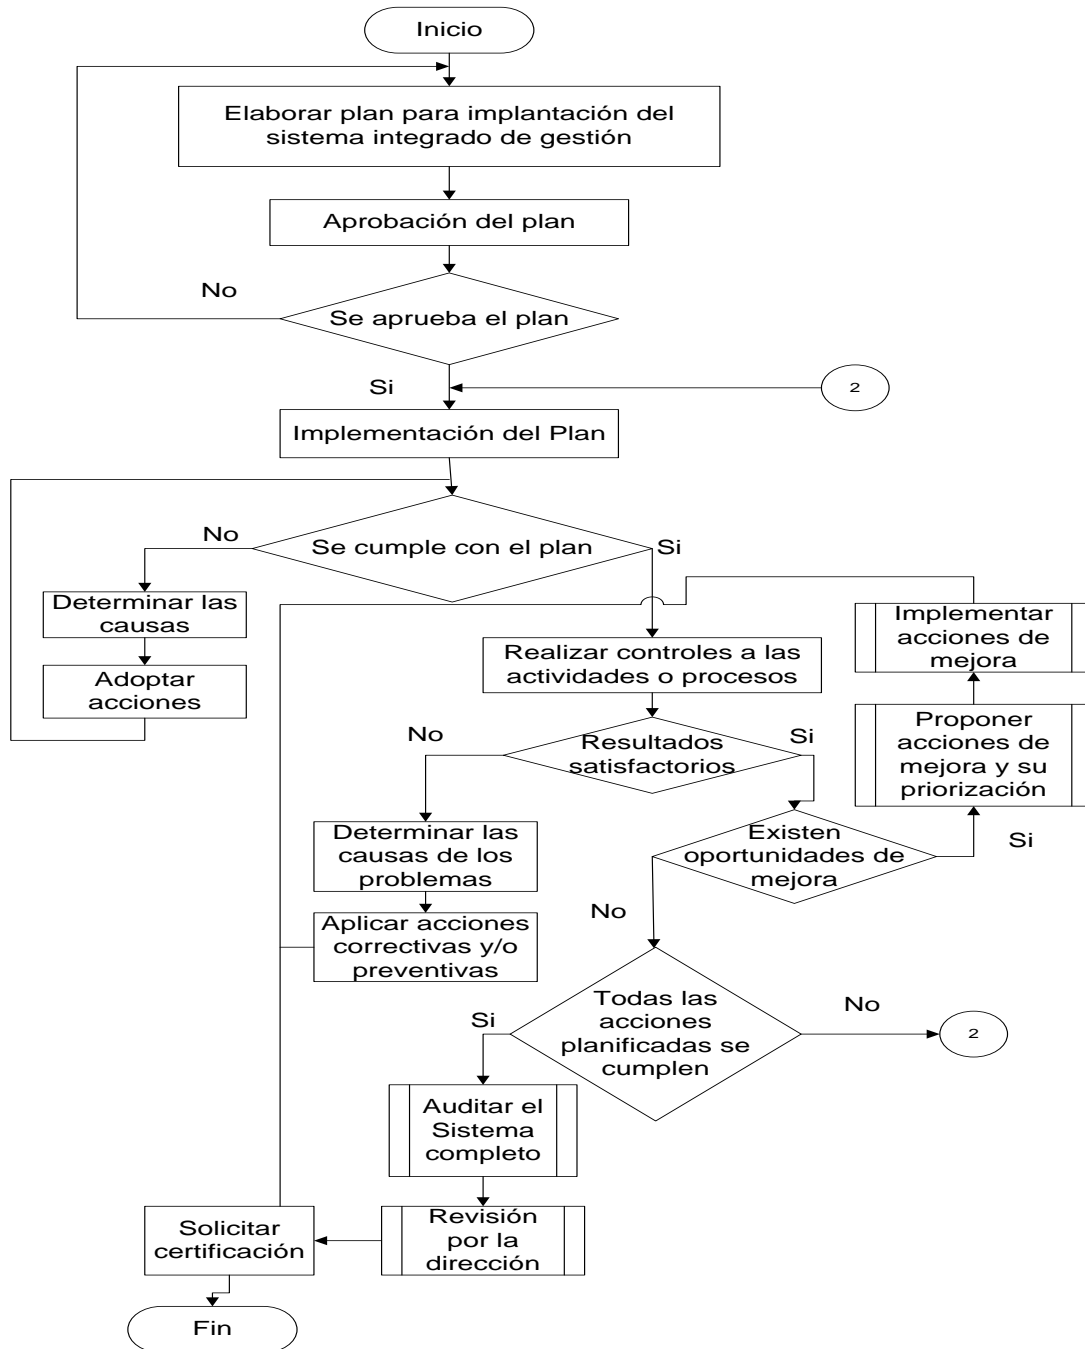 Inicio
Elaborar plan para implantación del
sistema integrado de gestión
Aprobación del plan
No
Se aprueba el plan
Si
2
Implementación del Plan
No
Se cumple con el plan
Si
Determinar las
causas
Adoptar
acciones
Realizar controles a las
actividades o procesos
Implementar
acciones de
mejora
No
Resultados
satisfactorios
Si
Proponer
acciones de
mejora y su
priorización
Determinar las
causas de los
problemas
Existen
oportunidades de
mejora
Si
No
Aplicar acciones
correctivas y/o
preventivas
Si
Todas las
acciones
planificadas se
cumplen
No
2
Auditar el
Sistema
completo
Solicitar
certificación
Revisión
por la
dirección
Fin